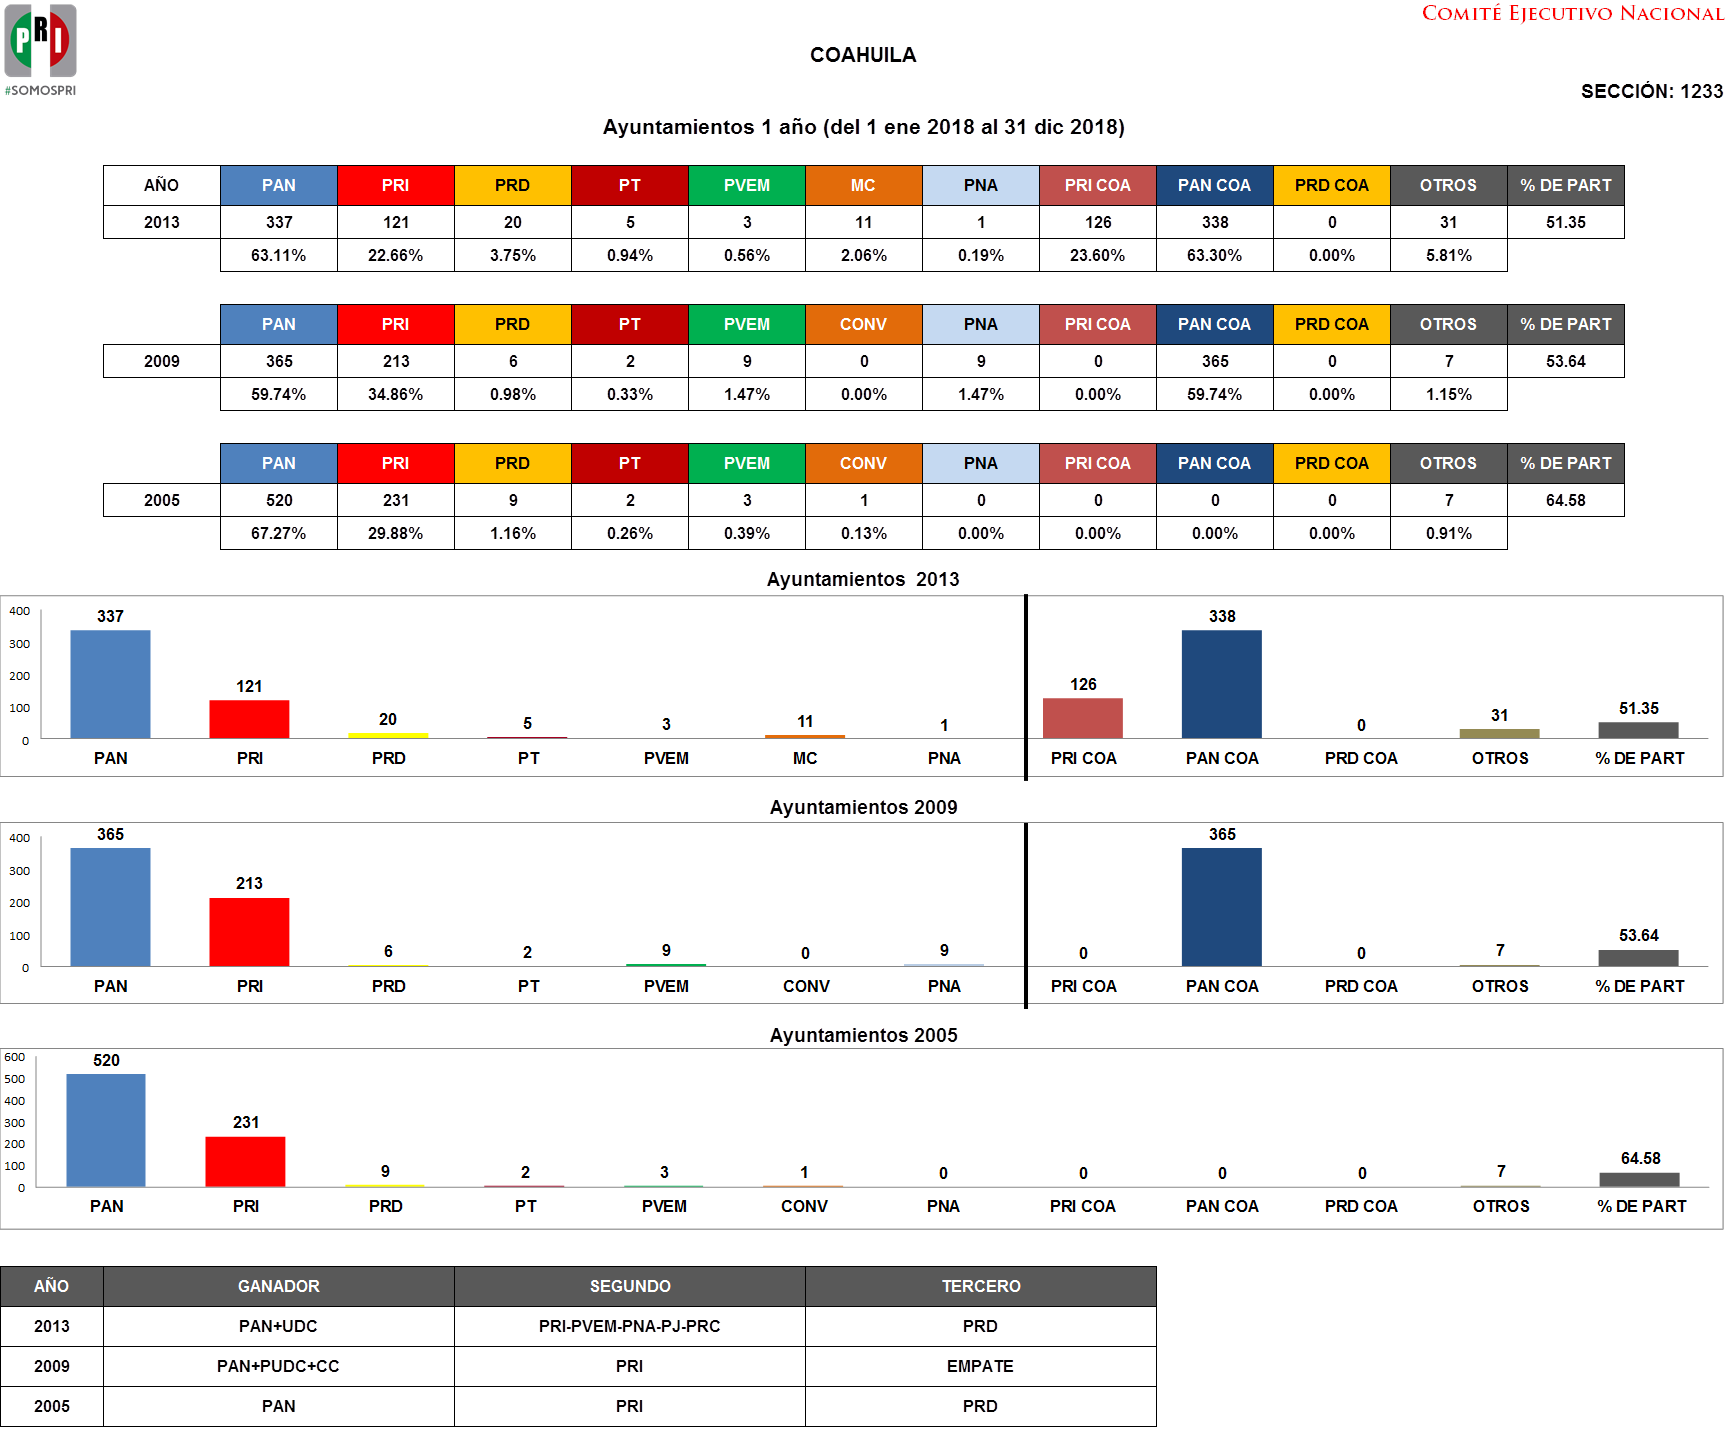 COMITÉ EJECUTIVO NACIONAL
PRI
#SOMOSPRI
COAHUILA
SECCIÓN: 1233
Ayuntamientos 1 año (del 1 ene 2018 al 31 dic 2018)
AÑO PAN PRI PRD PT PVEM MC PNA PRI COA PAN COA PRD COA OTROS % DE PART
2013 337 121 20 5 3 11 1 126 338 0 31 51.35
63.11% 22.66% 3.75% 0.94% 0.56% 2.06% 0.19% 23.60% 63.30% 0.00% 5.81%
PAN PRI PRD PT PVEM CONV PNA PRI COA PAN COA PRD COA OTROS % DE PART
2009 365 213 6 2 9 0 9 0 365 0 7 53.64
59.74% 34.86% 0.98% 0.33% 1.47% 0.00% 1.47% 0.00% 59.74% 0.00% 1.15%
PAN PRI PRD PT PVEM CONV PNA PRI COA PAN COA PRD COA OTROS % DE PART
2005 520 231 9 2 3 1 0 0 0 0 7 64.58
67.27% 29.88% 1.16% 0.26% 0.39% 0.13% 0.00% 0.00% 0.00% 0.00% 0.91%
Ayuntamientos 2013
400
300
200
100
0
337 121 20 5 3 11 1 126 338 0 31 51.35
PAN PRI PRD PT PVEM MC PNA PRI COA PAN COA PRD COA OTROS % DE PART
Ayuntamientos 2009
400
300
200
100
0
365 213 6 2 9 0 9 0 365 0 7 53.64
PAN PRI PRD PT PVEM CONV PNA PRI COA PAN COA PRD COA OTROS % DE PART
Ayuntamientos 2005
600
500
400
300
200
100
0
520 231 9 2 3 1 0 0 0 0 7 64.58
PAN PRI PRD PT PVEM CONV PNA PRI COA PAN COA PRD COA OTROS % DE PART
AÑO GANADOR SEGUNDO TERCERO
2013 PAN+UDC PRI-PVEM-PNA-PJ-PRC PRD
2009 PAN+PUDC+CC PRI EMPATE
2005 PAN PRI PRD